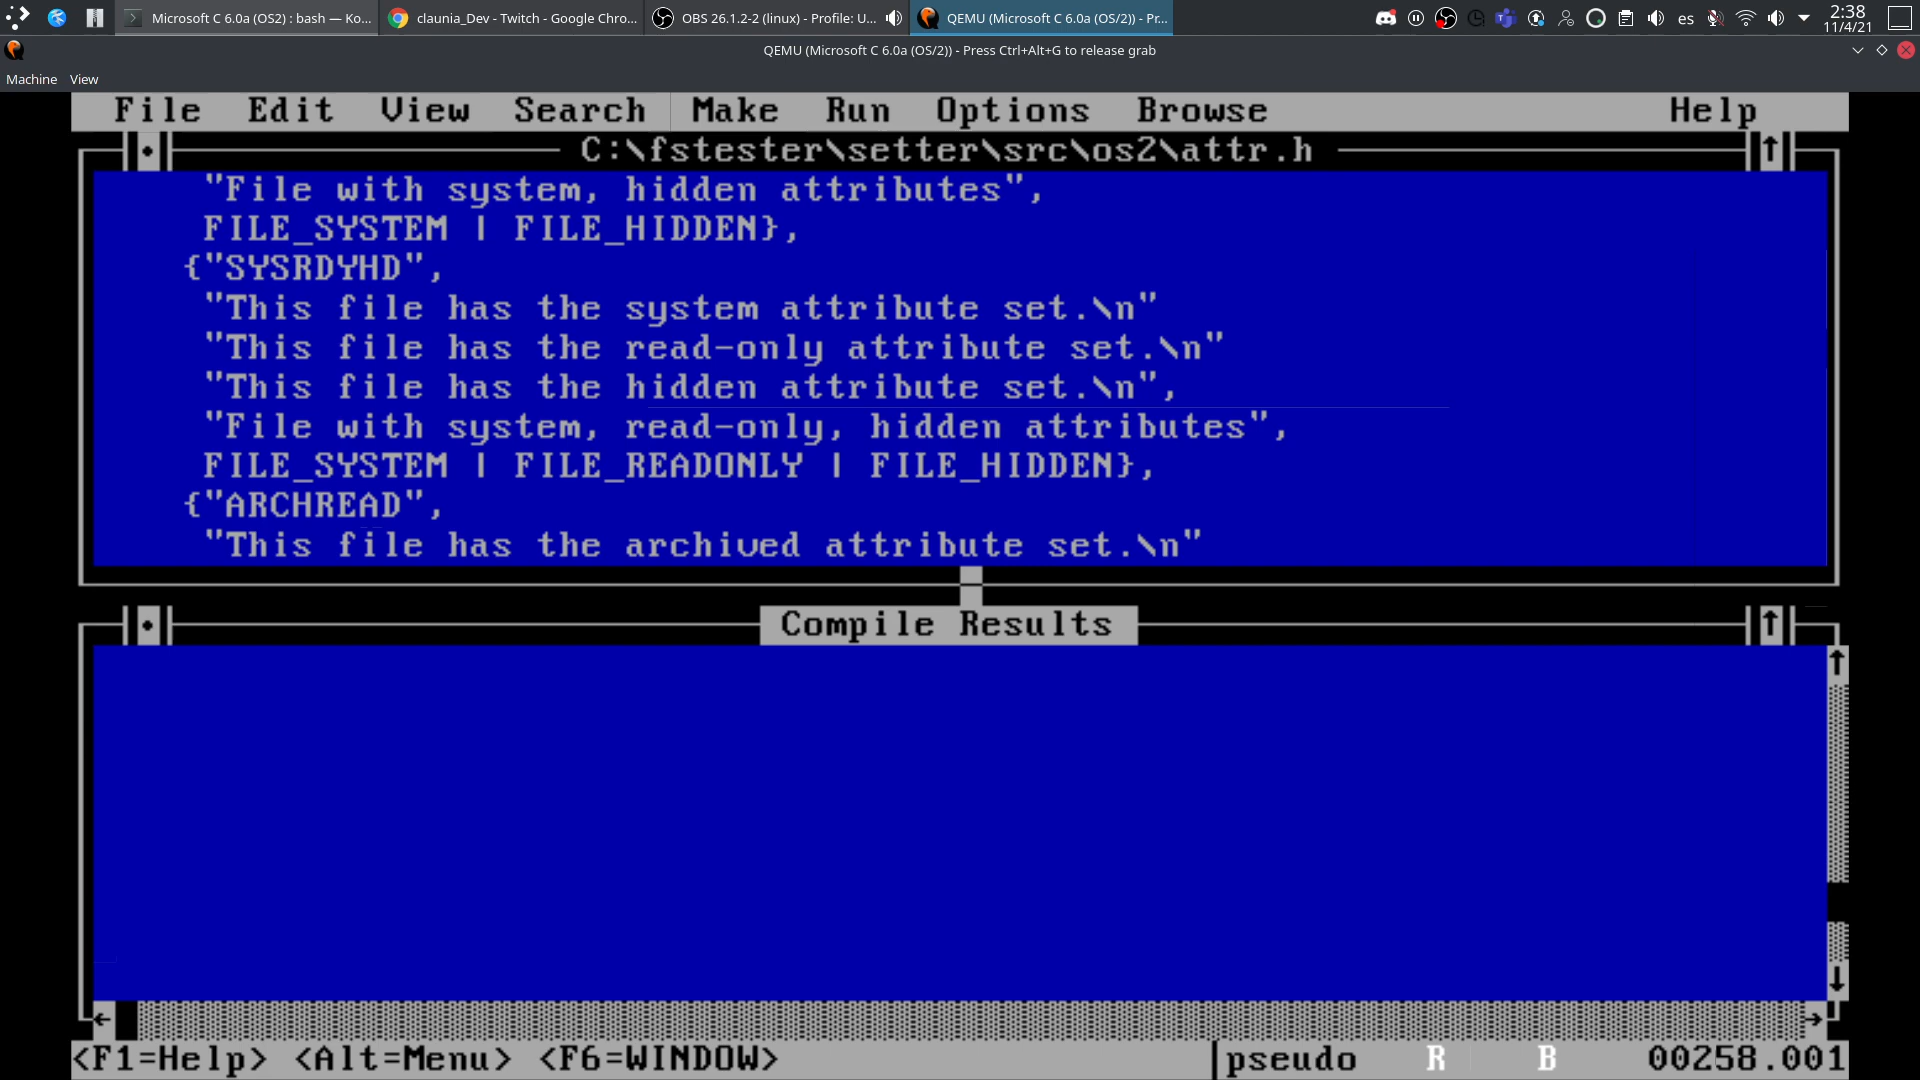 Microsoft C 6.0a (OS2) : bash — Ko...
claunia_Dev - Twitch - Google Chro...
OBS 26.1.2-2 (linux) - Profile: U...
QEMU (Microsoft C 6.0a (OS/2)) - Pr...
es
2:38
11/4/21
QEMU (Microsoft C 6.0a (OS/2)) - Press Ctrl+Alt+G to release grab
Machine View
File Edit View Search Make Run Options Browse Help
C:\fstester\setter\src\os2\attr.h
"File with system, hidden attributes",
FILE_SYSTEM | FILE_HIDDEN},
{"SYSRDYHD",
"This file has the system attribute set.\n"
"This file has the read-only attribute set.\n"
"This file has the hidden attribute set.\n",
"File with system, read-only, hidden attributes",
FILE_SYSTEM | FILE_READONLY | FILE_HIDDEN},
{"ARCHREAD",
"This file has the archived attribute set.\n"
Compile Results
<F1=Help> <Alt=Menu> <F6=WINDOW> |pseudo R B 00258.001